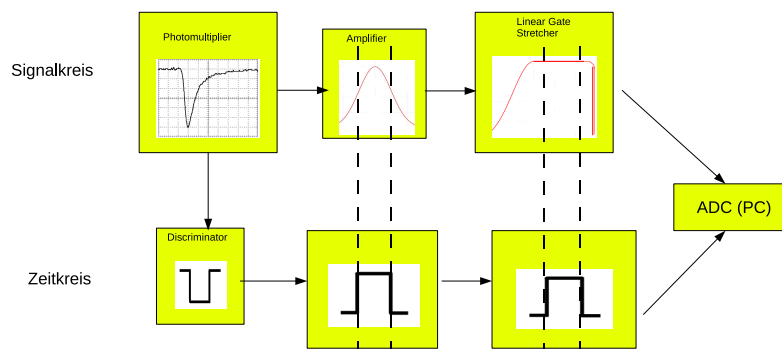 Signalkreis
Photomultiplier
Amplifier
Linear Gate
Stretcher
ADC (PC)
Zeitkreis
Discriminator